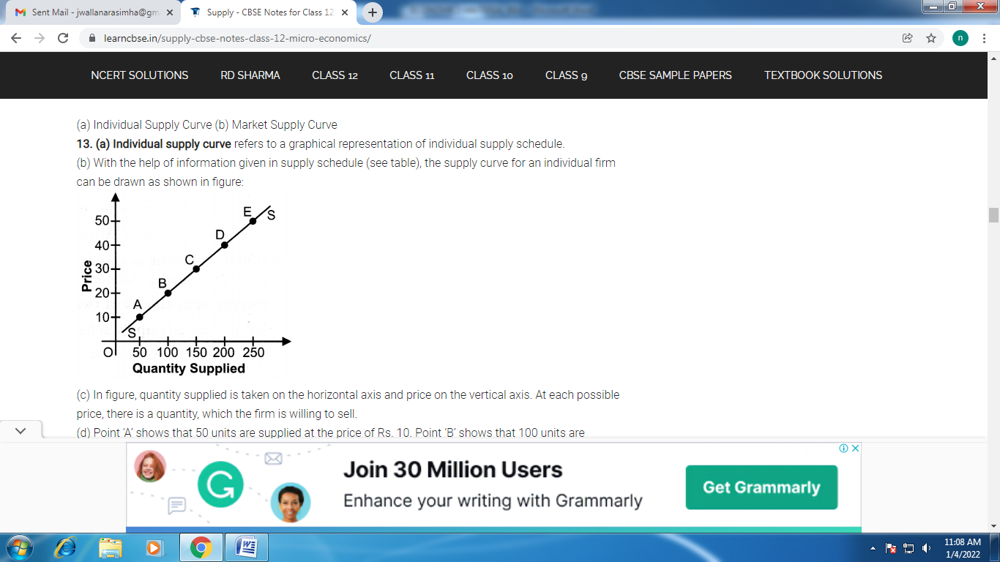 Sent Mail - jwallanarasimha@gm
Supply - CBSE Notes for Class 12
learncbse.in/supply-cbse-notes-class-12-micro-economics/
n
NCERT SOLUTIONS RD SHARMA CLASS 12 CLASS 11 CLASS 10 CLASS 9 CBSE SAMPLE PAPERS TEXTBOOK SOLUTIONS
(a) Individual Supply Curve (b) Market Supply Curve
13. (a) Individual supply curve refers to a graphical representation of individual supply schedule.
(b) With the help of information given in supply schedule (see table), the supply curve for an individual firm
can be drawn as shown in figure:
E S
50
D
40
C
30
Price
B
20
A
10
S
O 50 100 150 200 250
Quantity Supplied
(c) In figure, quantity supplied is taken on the horizontal axis and price on the vertical axis. At each possible
price, there is a quantity, which the firm is willing to sell.
(d) Point ‘A’ shows that 50 units are supplied at the price of Rs. 10. Point ‘B’ shows that 100 units are
Join 30 Million Users
Enhance your writing with Grammarly
Get Grammarly
11:08 AM
1/4/2022